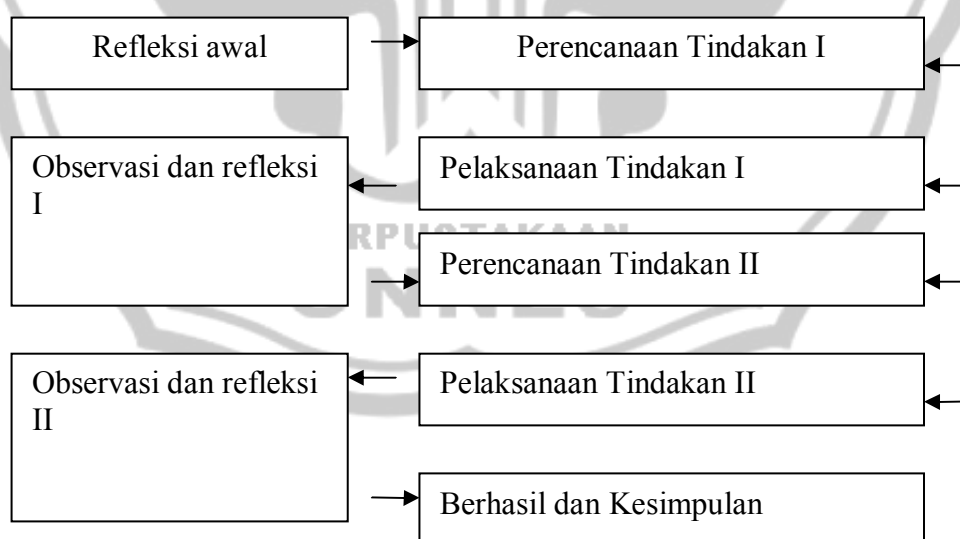 Refleksi awal
Perencanaan Tindakan I
Observasi dan refleksi
I
Pelaksanaan Tindakan I
Perencanaan Tindakan II
Observasi dan refleksi
II
Pelaksanaan Tindakan II
Berhasil dan Kesimpulan